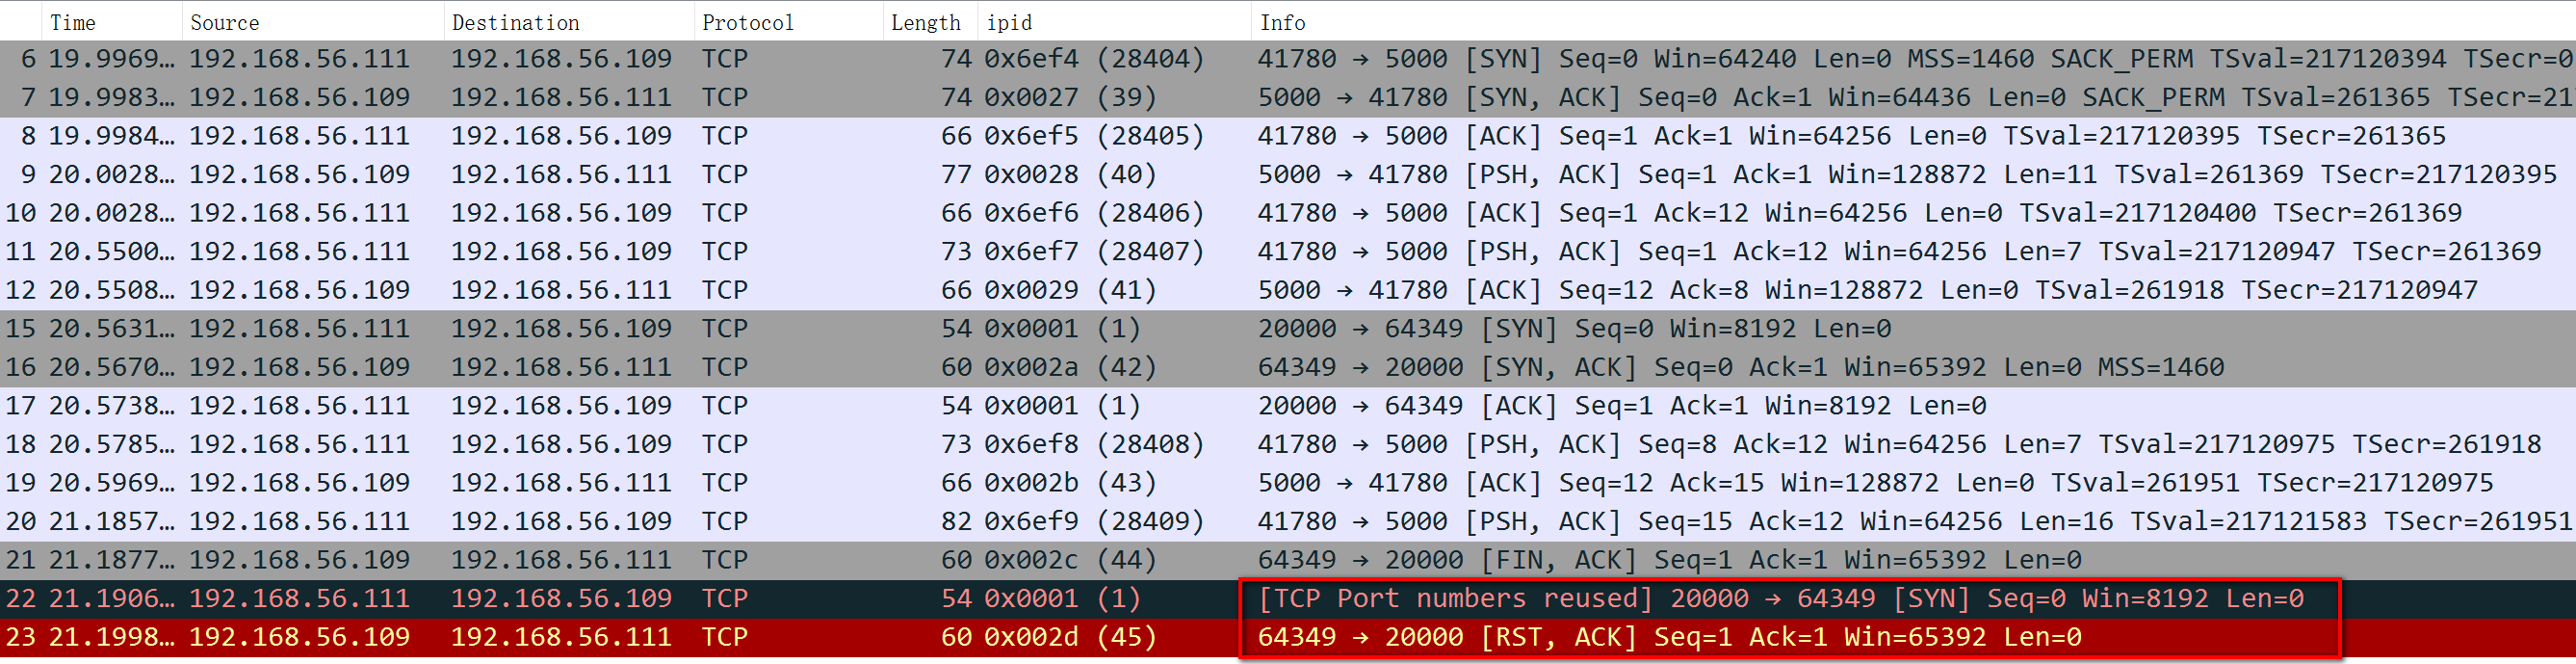 Time Source Destination Protocol Length ipid Info
6 19.9969… 192.168.56.111 192.168.56.109 TCP 74 0x6ef4 (28404) 41780 → 5000 [SYN] Seq=0 Win=64240 Len=0 MSS=1460 SACK_PERM TSval=217120394 TSecr=0
7 19.9983… 192.168.56.109 192.168.56.111 TCP 74 0x0027 (39) 5000 → 41780 [SYN, ACK] Seq=0 Ack=1 Win=64436 Len=0 SACK_PERM TSval=261365 TSecr=21
8 19.9984… 192.168.56.111 192.168.56.109 TCP 66 0x6ef5 (28405) 41780 → 5000 [ACK] Seq=1 Ack=1 Win=64256 Len=0 TSval=217120395 TSecr=261365
9 20.0028… 192.168.56.109 192.168.56.111 TCP 77 0x0028 (40) 5000 → 41780 [PSH, ACK] Seq=1 Ack=1 Win=128872 Len=11 TSval=261369 TSecr=217120395
10 20.0028… 192.168.56.111 192.168.56.109 TCP 66 0x6ef6 (28406) 41780 → 5000 [ACK] Seq=1 Ack=12 Win=64256 Len=0 TSval=217120400 TSecr=261369
11 20.5500… 192.168.56.111 192.168.56.109 TCP 73 0x6ef7 (28407) 41780 → 5000 [PSH, ACK] Seq=1 Ack=12 Win=64256 Len=7 TSval=217120947 TSecr=261369
12 20.5508… 192.168.56.109 192.168.56.111 TCP 66 0x0029 (41) 5000 → 41780 [ACK] Seq=12 Ack=8 Win=128872 Len=0 TSval=261918 TSecr=217120947
15 20.5631… 192.168.56.111 192.168.56.109 TCP 54 0x0001 (1) 20000 → 64349 [SYN] Seq=0 Win=8192 Len=0
16 20.5670… 192.168.56.109 192.168.56.111 TCP 60 0x002a (42) 64349 → 20000 [SYN, ACK] Seq=0 Ack=1 Win=65392 Len=0 MSS=1460
17 20.5738… 192.168.56.111 192.168.56.109 TCP 54 0x0001 (1) 20000 → 64349 [ACK] Seq=1 Ack=1 Win=8192 Len=0
18 20.5785… 192.168.56.111 192.168.56.109 TCP 73 0x6ef8 (28408) 41780 → 5000 [PSH, ACK] Seq=8 Ack=12 Win=64256 Len=7 TSval=217120975 TSecr=261918
19 20.5969… 192.168.56.109 192.168.56.111 TCP 66 0x002b (43) 5000 → 41780 [ACK] Seq=12 Ack=15 Win=128872 Len=0 TSval=261951 TSecr=217120975
20 21.1857… 192.168.56.111 192.168.56.109 TCP 82 0x6ef9 (28409) 41780 → 5000 [PSH, ACK] Seq=15 Ack=12 Win=64256 Len=16 TSval=217121583 TSecr=261951
21 21.1877… 192.168.56.109 192.168.56.111 TCP 60 0x002c (44) 64349 → 20000 [FIN, ACK] Seq=1 Ack=1 Win=65392 Len=0
22 21.1906… 192.168.56.111 192.168.56.109 TCP 54 0x0001 (1) [TCP Port numbers reused] 20000 → 64349 [SYN] Seq=0 Win=8192 Len=0
23 21.1998… 192.168.56.109 192.168.56.111 TCP 60 0x002d (45) 64349 → 20000 [RST, ACK] Seq=1 Ack=1 Win=65392 Len=0